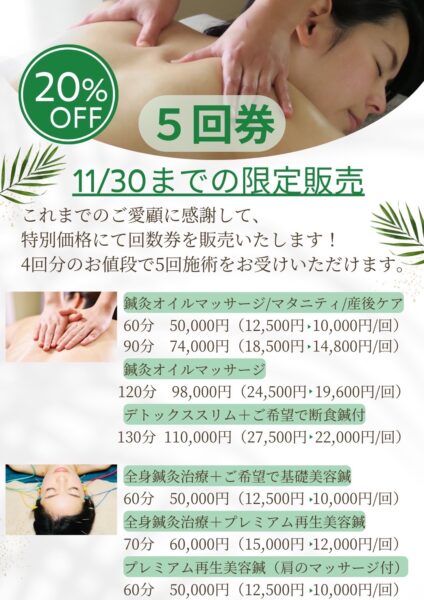 20%
OFF
５回券
11/30までの限定販売
これまでのご愛顧に感謝して、
特別価格にて回数券を販売いたします！
4回分のお値段で5回施術をお受けいただけます。
鍼灸オイルマッサージ/マタニティ/産後ケア
60分 50,000円（12,500円▸10,000円/回）
90分 74,000円（18,500円▸14,800円/回）
鍼灸オイルマッサージ
120分 98,000円（24,500円▸19,600円/回）
デトックススリム＋ご希望で断食鍼付
130分 110,000円（27,500円▸22,000円/回）
全身鍼灸治療＋ご希望で基礎美容鍼
60分 50,000円（12,500円▸10,000円/回）
全身鍼灸治療＋プレミアム再生美容鍼
70分 60,000円（15,000円▸12,000円/回）
プレミアム再生美容鍼（肩のマッサージ付）
60分 50,000円（12,500円▸10,000円/回）